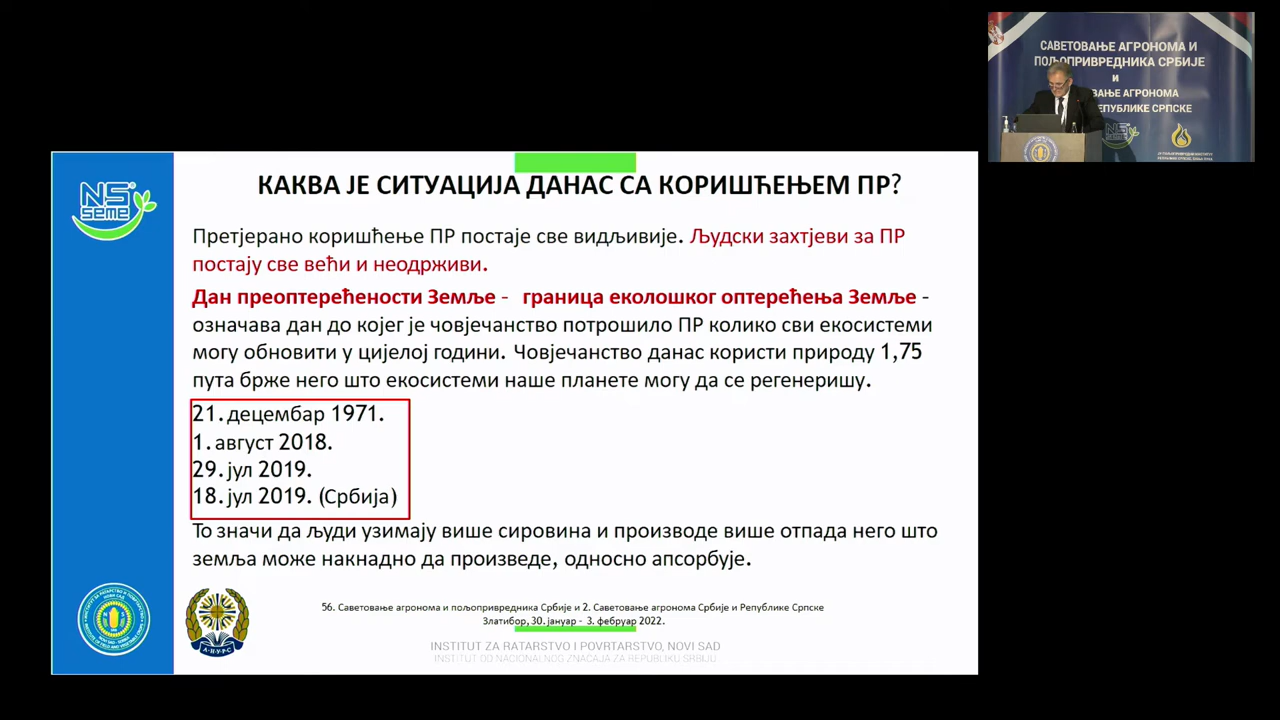 КАКВА ЈЕ СИТУАЦИЈА ДАНАС СА КОРИШЋЕЊЕМ ПР?
Претјерано коришћење ПР постаје све видљивије. Људски захтјеви за ПР
постају све већи и неодрживи.
Дан преоптерећености Земље - граница еколошког оптерећења Земље -
означава дан до којег је човјечанство потрошило ПР колико сви екосистеми
могу обновити у цијелој години. Човјечанство данас користи природу 1,75
пута брже него што екосистеми наше планете могу да се регенеришу.
21. децембар 1971.
1. август 2018.
29. јул 2019.
18. јул 2019. (Србија)
То значи да људи узимају више сировина и производе више отпада него што
земља може накнадно да произведе, односно апсорбује.
56. Саветовање агронома и пољопривредника Србије и 2. Саветовање агронома Србије и Републике Српске
Златибор, 30. јануар - 3. фебруар 2022.
INSTITUT ZA RATARSTVO I POVRTARSTVO, NOVI SAD
INSTITUT OD NACIONALNOG ZNAČAJA ZA REPUBLIKU SRBIJU
NS
seme
А·Н·У·Р·С
САВЕТОВАЊЕ АГРОНОМА И
ПОЉОПРИВРЕДНИКА СРБИЈЕ
И
ВАЊЕ АГРОНОМА
ЕПУБЛИКЕ СРПСКЕ